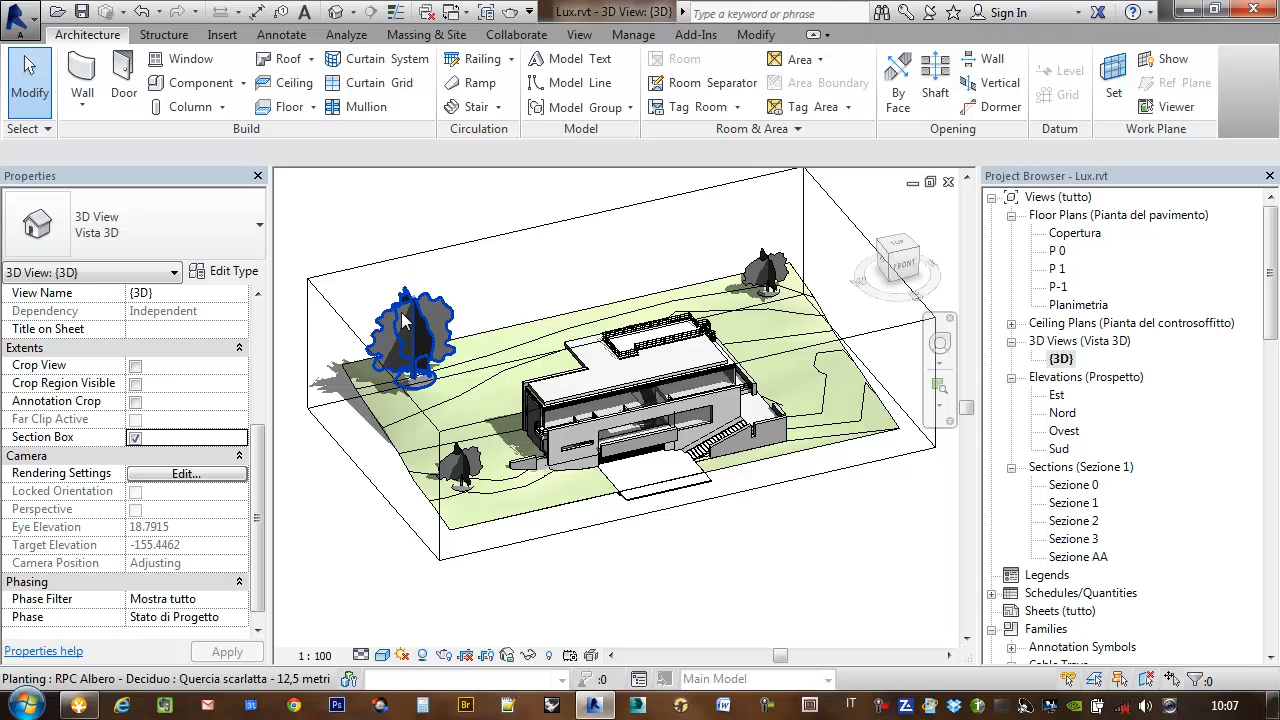 Lux.rvt - 3D View: {3D}
Type a keyword or phrase
Sign In
Architecture Structure Insert Annotate Analyze Massing & Site Collaborate View Manage Add-Ins Modify
Modify Wall Door Window Roof Curtain System Railing Model Text Room Area By Face Shaft Wall Level Set Show
Component Ceiling Curtain Grid Ramp Model Line Room Separator Area Boundary Vertical Grid Ref Plane
Column Floor Mullion Stair Model Group Tag Room Tag Area Dormer Viewer
Select Build Circulation Model Room & Area Opening Datum Work Plane
Properties
3D View
Vista 3D
3D View: {3D} Edit Type
View Name {3D}
Dependency Independent
Title on Sheet
Extents
Crop View
Crop Region Visible
Annotation Crop
Far Clip Active
Section Box
Camera
Rendering Settings Edit...
Locked Orientation
Perspective
Eye Elevation 18.7915
Target Elevation -155.4462
Camera Position Adjusting
Phasing
Phase Filter Mostra tutto
Phase Stato di Progetto
Properties help Apply
TOP
FRONT
1 : 100
Project Browser - Lux.rvt
Views (tutto)
Floor Plans (Pianta del pavimento)
Copertura
P 0
P 1
P-1
Planimetria
Ceiling Plans (Pianta del controsoffitto)
3D Views (Vista 3D)
{3D}
Elevations (Prospetto)
Est
Nord
Ovest
Sud
Sections (Sezione 1)
Sezione 0
Sezione 1
Sezione 2
Sezione 3
Sezione AA
Legends
Schedules/Quantities
Sheets (tutto)
Families
Annotation Symbols
Planting : RPC Albero - Deciduo : Quercia scarlatta - 12,5 metri
:0 Main Model :0
IT 10:07